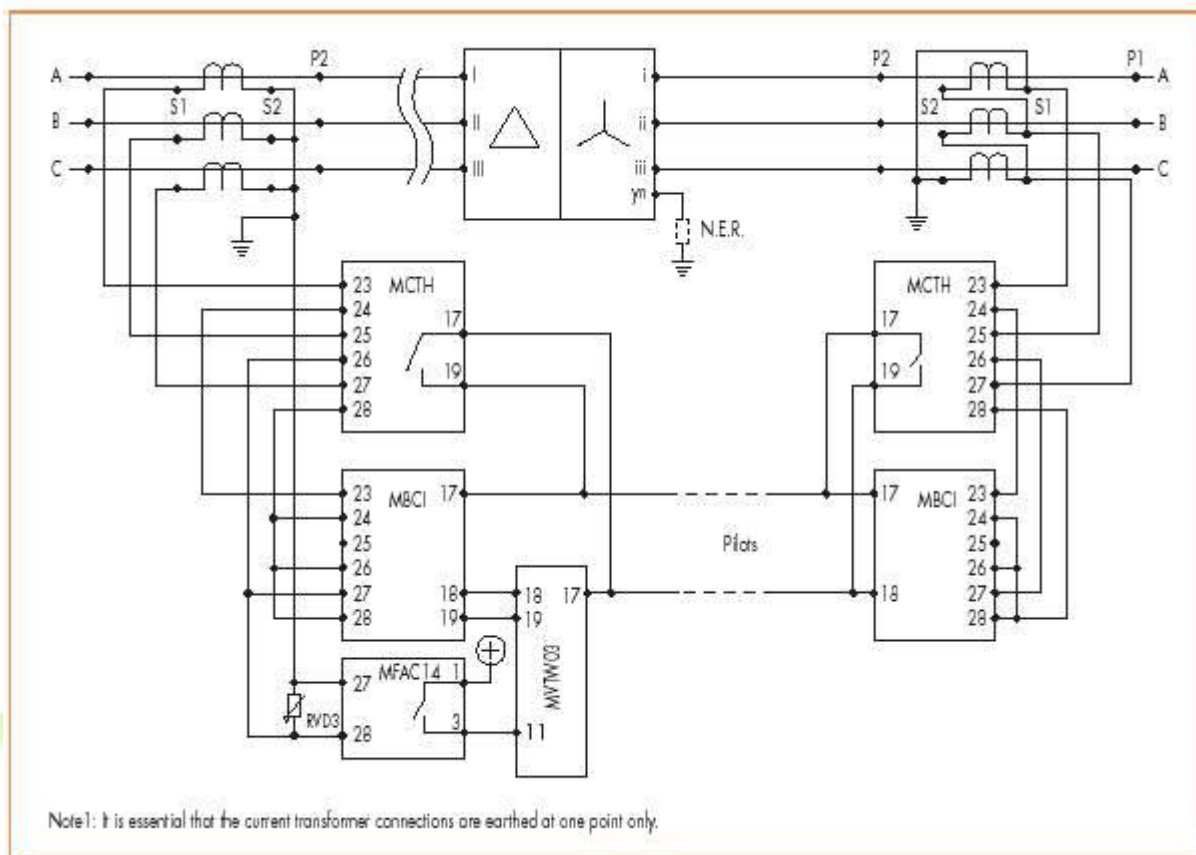 A P2 I i P2 P1 A
S1 S2 S2 S1
B II ii B
C III iii C
yn
N.E.R.
MCTH
23
24
25
26
27
28
17
19
MCTH
17
19
23
24
25
26
27
28
MBCI
23
24
25
26
27
28
17
18
19
Pilots
MBCI
17
18
23
24
25
26
27
28
18
19
17
11
MVTW03
MFAC14
27
28
1
3
RVD3
Note1: It is essential that the current transformer connections are earthed at one point only.